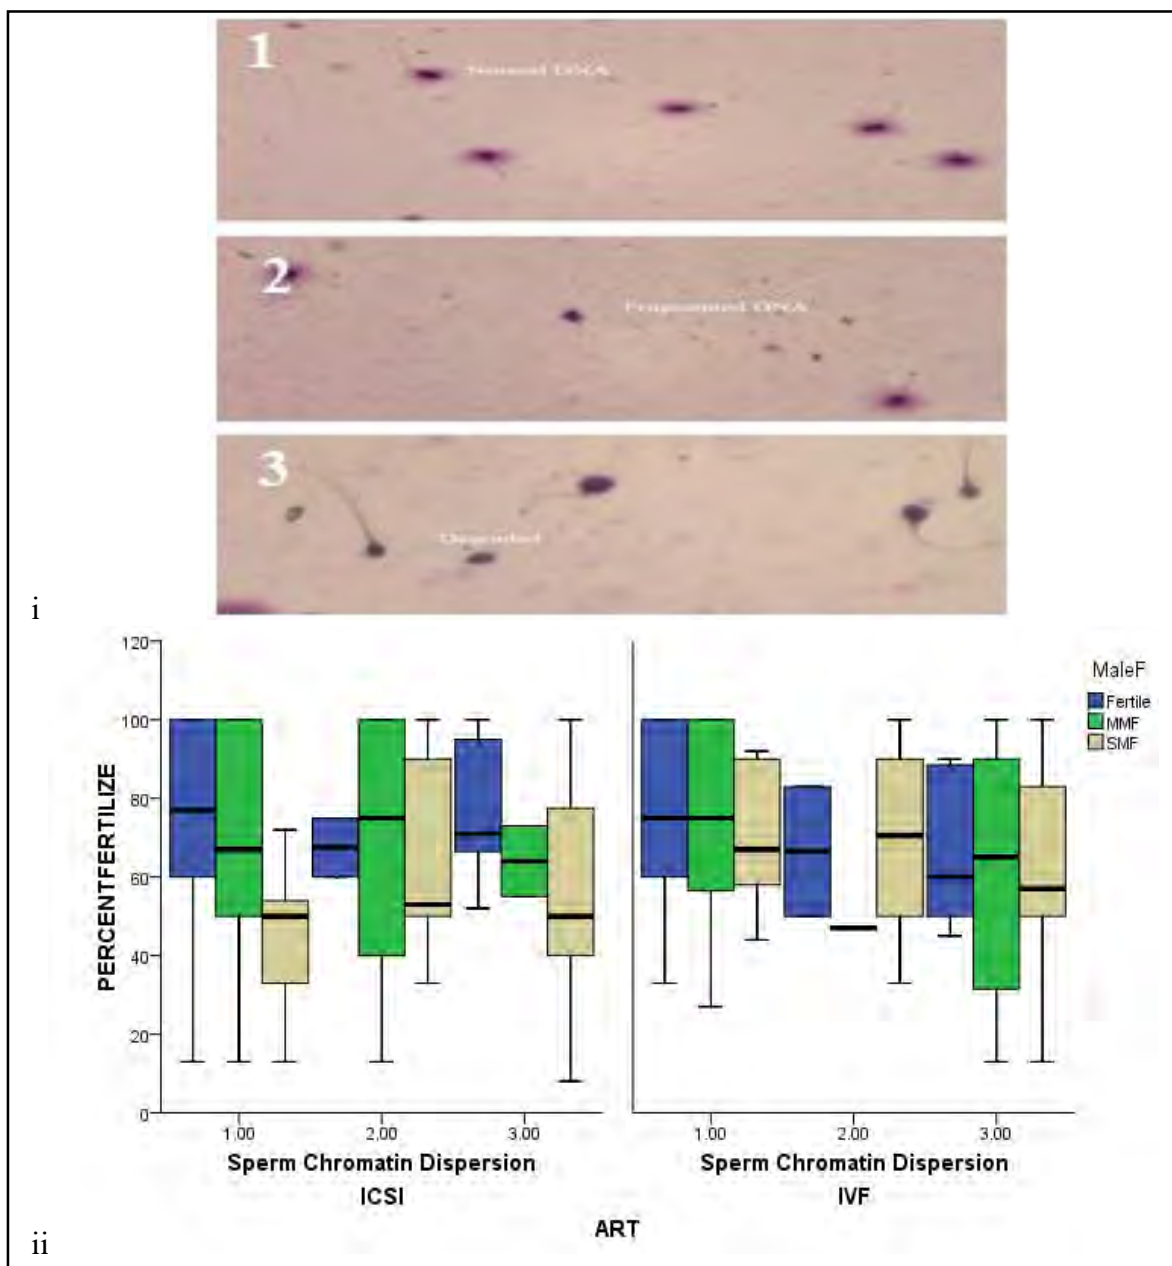 1
Normal DNA
2
Fragmented DNA
3
Degraded
i
120
100
80
60
40
20
0
PERCENTFERTILIZE
1.00 2.00 3.00
Sperm Chromatin Dispersion
ICSI
1.00 2.00 3.00
Sperm Chromatin Dispersion
IVF
ART
MaleF
Fertile
MMF
SMF
ii